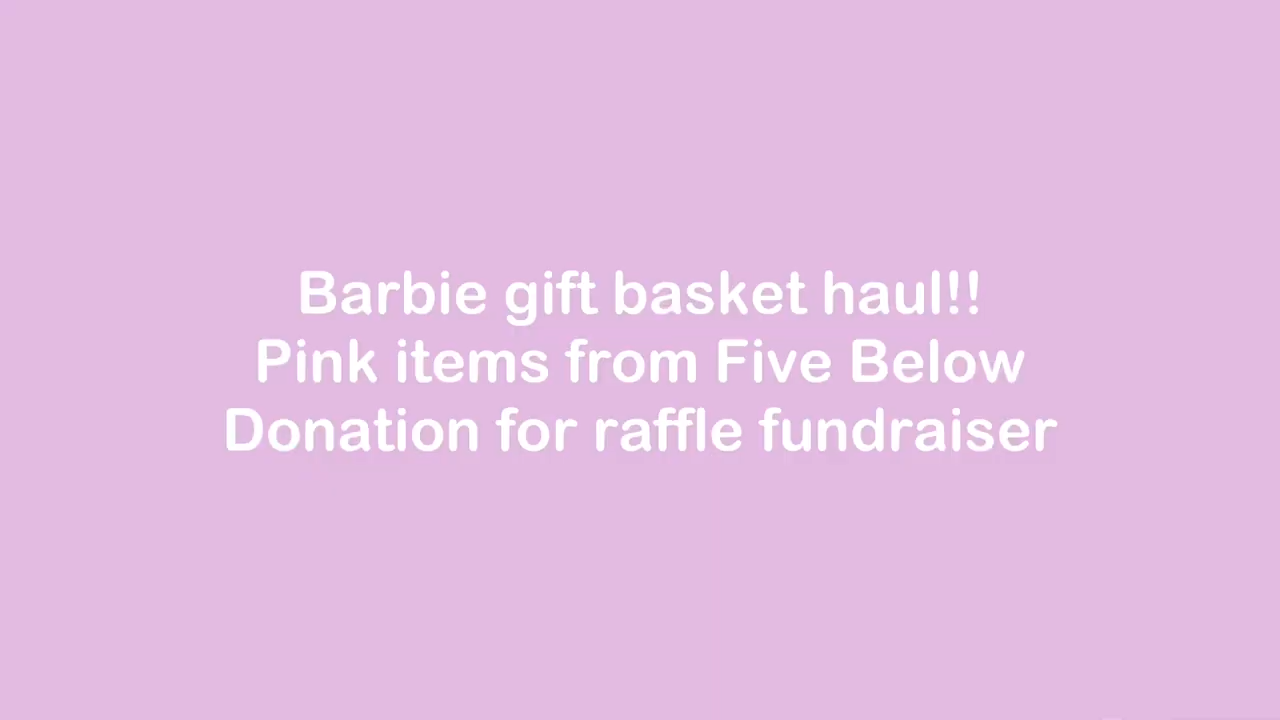 Barbie gift basket haul!!
Pink items from Five Below
Donation for raffle fundraiser